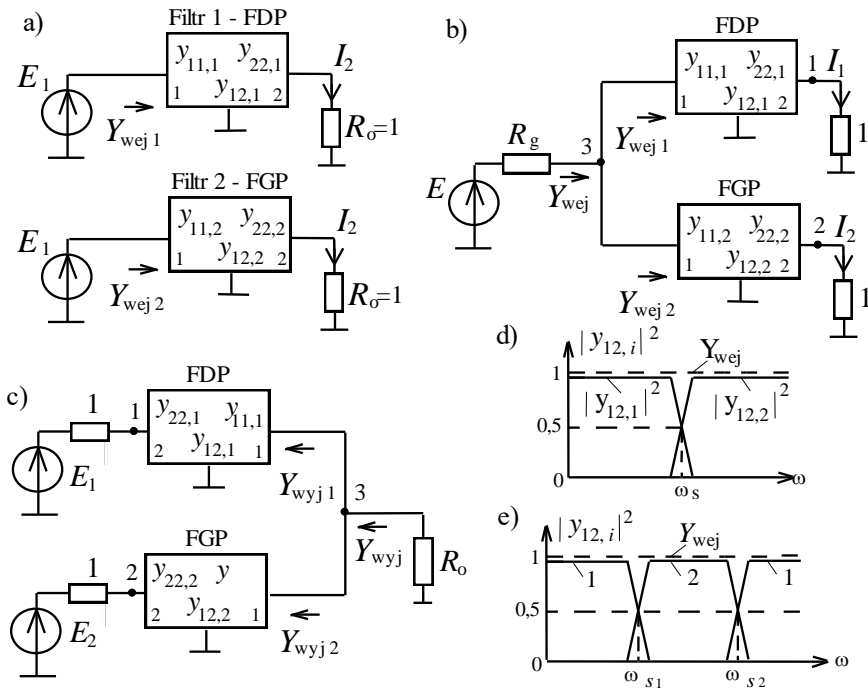 a)
Filtr 1 - FDP
y11,1 y22,1
y12,1
1 2
E1
Ywej 1
I2
Ro=1
Filtr 2 - FGP
y11,2 y22,2
y12,2
1 2
E1
Ywej 2
I2
Ro=1
b)
FDP
y11,1 y22,1
y12,1
1 2
1 I1
1
Ywej 1
Rg 3
E
Ywej
FGP
y11,2 y22,2
y12,2
1 2
2 I2
1
Ywej 2
c)
FDP
1 1
y22,1 y11,1
y12,1
2 1
E1
Ywyj 1
3
Ywyj
Ro
FGP
1 2
y22,2 y
y12,2
2 1
E2
Ywyj 2
d)
|y12, i|2
Ywej
1
|y12,1|2 |y12,2|2
0,5
0 ωs ω
e)
|y12, i|2
Ywej
1
1 2 1
0,5
0 ω s1 ω s2 ω